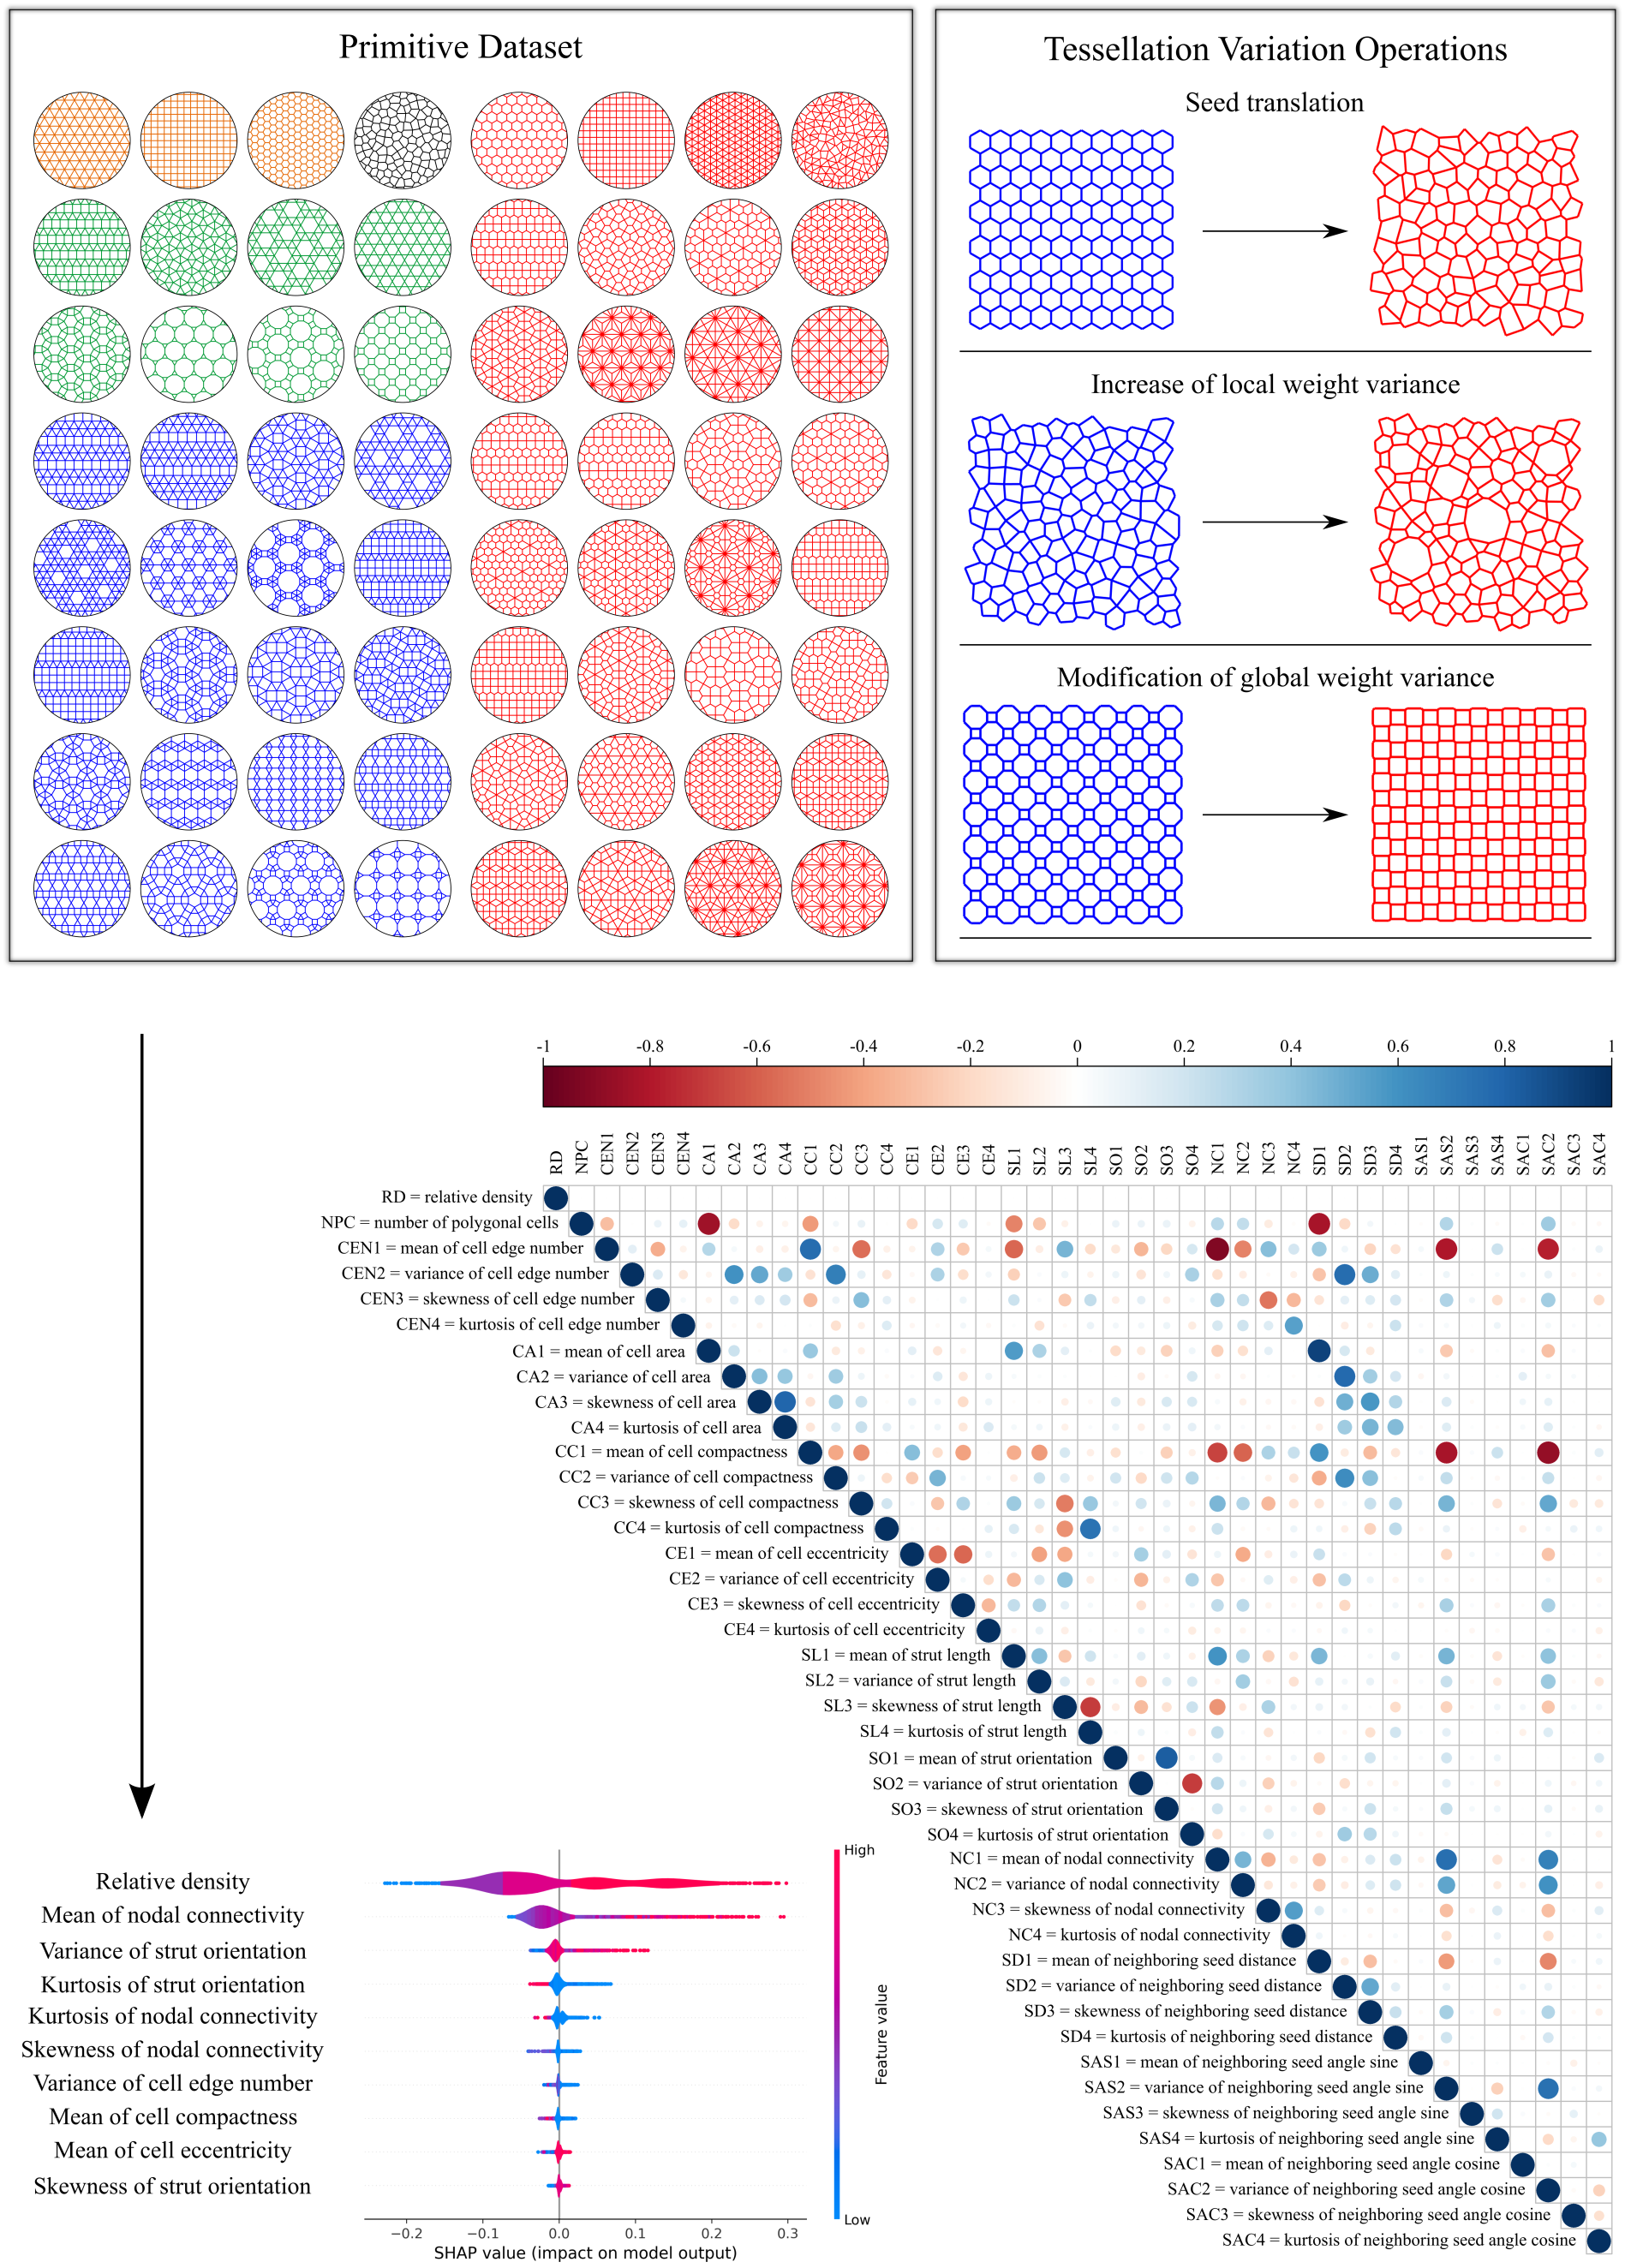 Primitive Dataset
Tessellation Variation Operations
Seed translation
Increase of local weight variance
Modification of global weight variance
-1 -0.8 -0.6 -0.4 -0.2 0 0.2 0.4 0.6 0.8 1
RD NPC CEN1 CEN2 CEN3 CEN4 CA1 CA2 CA3 CA4 CC1 CC2 CC3 CC4 CE1 CE2 CE3 CE4 SL1 SL2 SL3 SL4 SO1 SO2 SO3 SO4 NC1 NC2 NC3 NC4 SD1 SD2 SD3 SD4 SAS1 SAS2 SAS3 SAS4 SAC1 SAC2 SAC3 SAC4
RD = relative density
NPC = number of polygonal cells
CEN1 = mean of cell edge number
CEN2 = variance of cell edge number
CEN3 = skewness of cell edge number
CEN4 = kurtosis of cell edge number
CA1 = mean of cell area
CA2 = variance of cell area
CA3 = skewness of cell area
CA4 = kurtosis of cell area
CC1 = mean of cell compactness
CC2 = variance of cell compactness
CC3 = skewness of cell compactness
CC4 = kurtosis of cell compactness
CE1 = mean of cell eccentricity
CE2 = variance of cell eccentricity
CE3 = skewness of cell eccentricity
CE4 = kurtosis of cell eccentricity
SL1 = mean of strut length
SL2 = variance of strut length
SL3 = skewness of strut length
SL4 = kurtosis of strut length
SO1 = mean of strut orientation
SO2 = variance of strut orientation
SO3 = skewness of strut orientation
SO4 = kurtosis of strut orientation
NC1 = mean of nodal connectivity
NC2 = variance of nodal connectivity
NC3 = skewness of nodal connectivity
NC4 = kurtosis of nodal connectivity
SD1 = mean of neighboring seed distance
SD2 = variance of neighboring seed distance
SD3 = skewness of neighboring seed distance
SD4 = kurtosis of neighboring seed distance
SAS1 = mean of neighboring seed angle sine
SAS2 = variance of neighboring seed angle sine
SAS3 = skewness of neighboring seed angle sine
SAS4 = kurtosis of neighboring seed angle sine
SAC1 = mean of neighboring seed angle cosine
SAC2 = variance of neighboring seed angle cosine
SAC3 = skewness of neighboring seed angle cosine
SAC4 = kurtosis of neighboring seed angle cosine
Relative density
Mean of nodal connectivity
Variance of strut orientation
Kurtosis of strut orientation
Kurtosis of nodal connectivity
Skewness of nodal connectivity
Variance of cell edge number
Mean of cell compactness
Mean of cell eccentricity
Skewness of strut orientation
−0.2 −0.1 0.0 0.1 0.2 0.3
SHAP value (impact on model output)
High
Feature value
Low